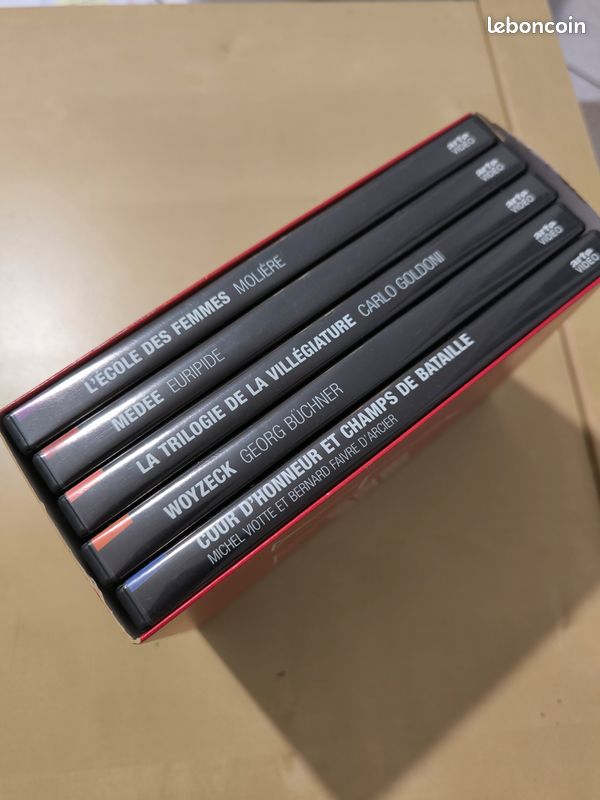 leboncoin
L'ECOLE DES FEMMES MOLIÈRE
arte VIDEO
MEDEE EURIPIDE
arte VIDEO
LA TRILOGIE DE LA VILLÉGIATURE CARLO GOLDONI
arte VIDEO
WOYZECK GEORG BÜCHNER
arte VIDEO
COUR D'HONNEUR ET CHAMPS DE BATAILLE
MICHEL VIOTTE ET BERNARD FAIVRE D'ARCIER
arte VIDEO